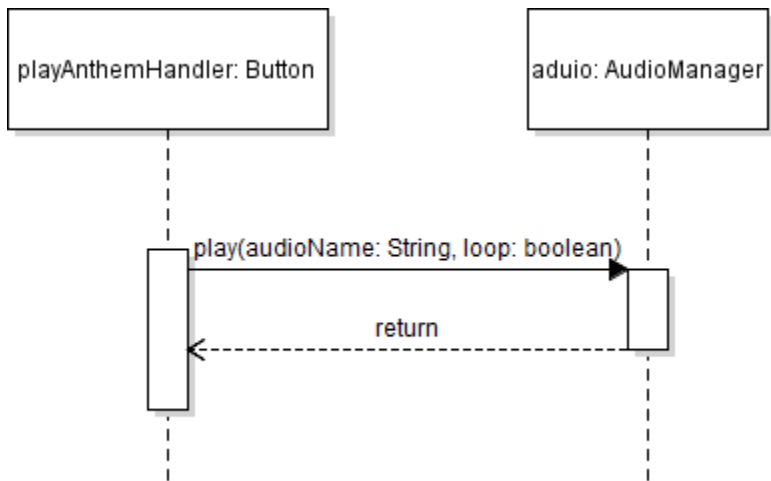 playAnthemHandler: Button
aduio: AudioManager
play(audioName: String, loop: boolean)
return